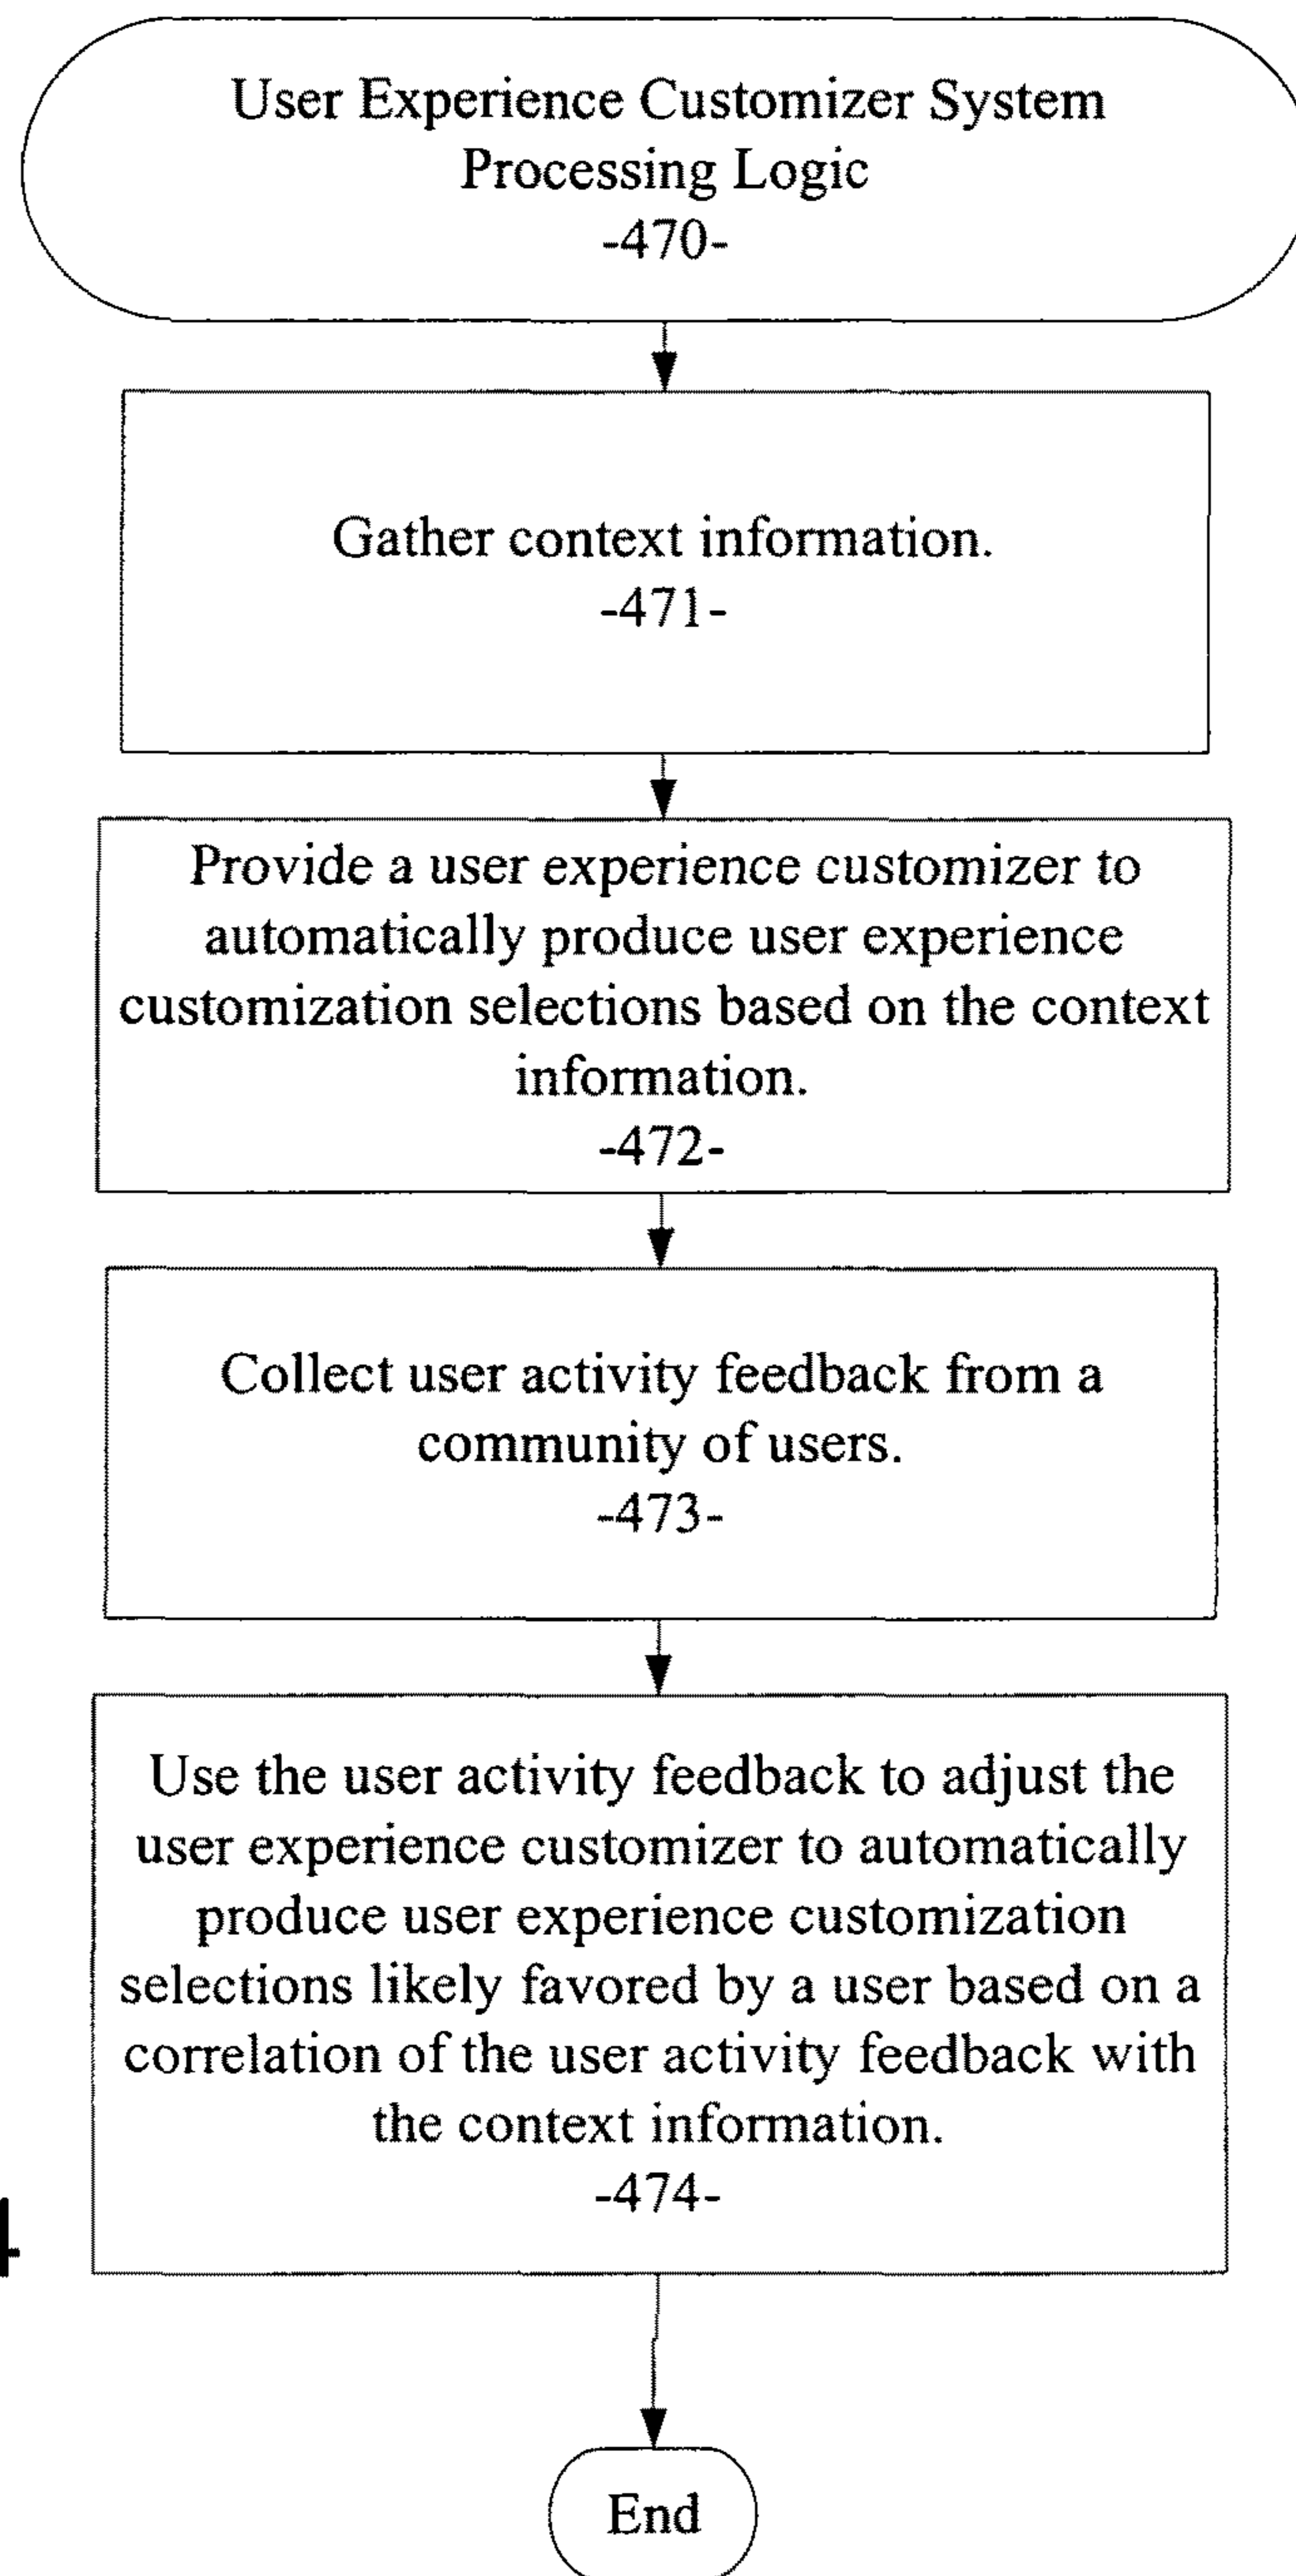 User Experience Customizer System
Processing Logic
-470-
Gather context information.
-471-
Provide a user experience customizer to
automatically produce user experience
customization selections based on the context
information.
-472-
Collect user activity feedback from a
community of users.
-473-
Use the user activity feedback to adjust the
user experience customizer to automatically
produce user experience customization
selections likely favored by a user based on a
correlation of the user activity feedback with
the context information.
-474-
End